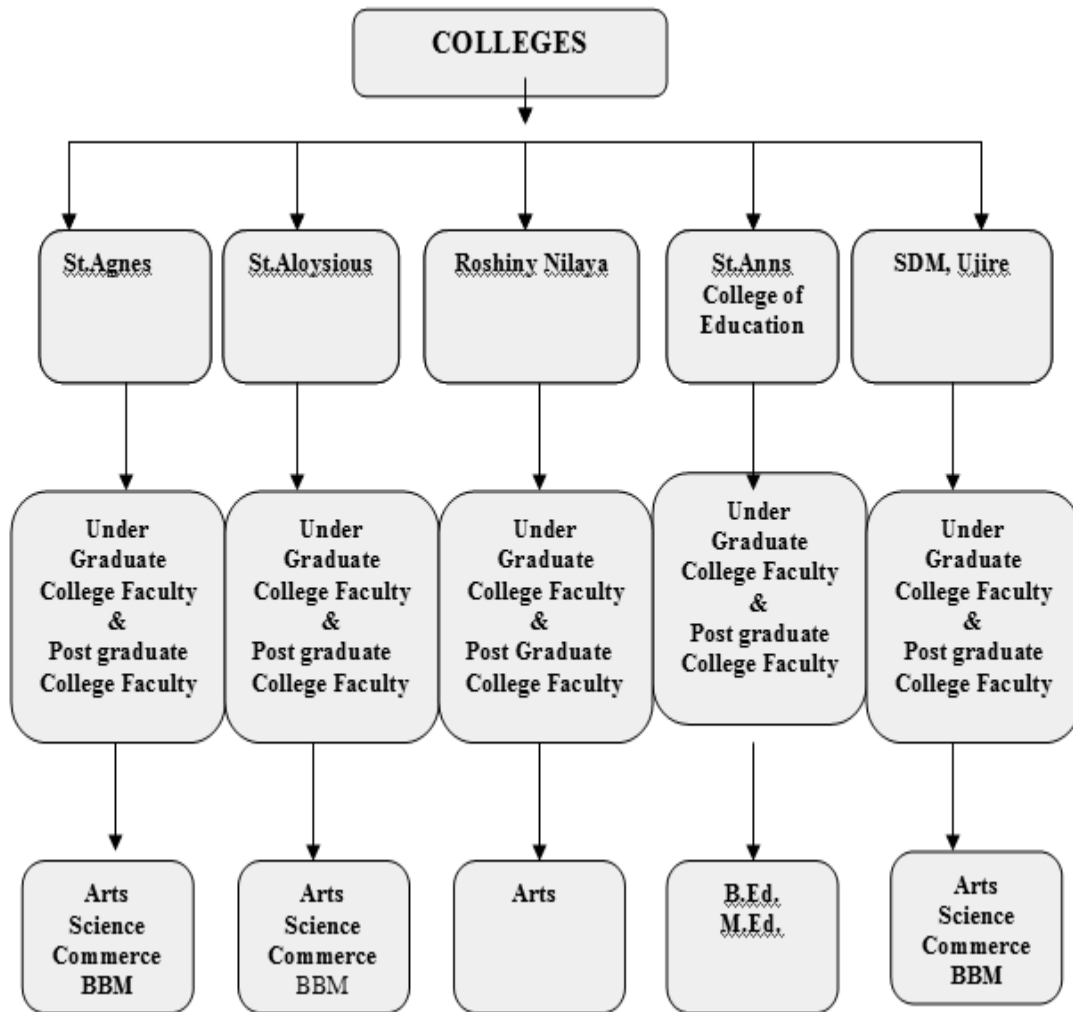 COLLEGES
St.Agnes
St.Aloysious
Roshiny Nilaya
St.Anns
College of
Education
SDM, Ujire
Under
Graduate
College Faculty
&
Post graduate
College Faculty
Under
Graduate
College Faculty
&
Post graduate
College Faculty
Under
Graduate
College Faculty
&
Post Graduate
College Faculty
Under
Graduate
College Faculty
&
Post graduate
College Faculty
Under
Graduate
College Faculty
&
Post graduate
College Faculty
Arts
Science
Commerce
BBM
Arts
Science
Commerce
BBM
Arts
B.Ed.
M.Ed.
Arts
Science
Commerce
BBM